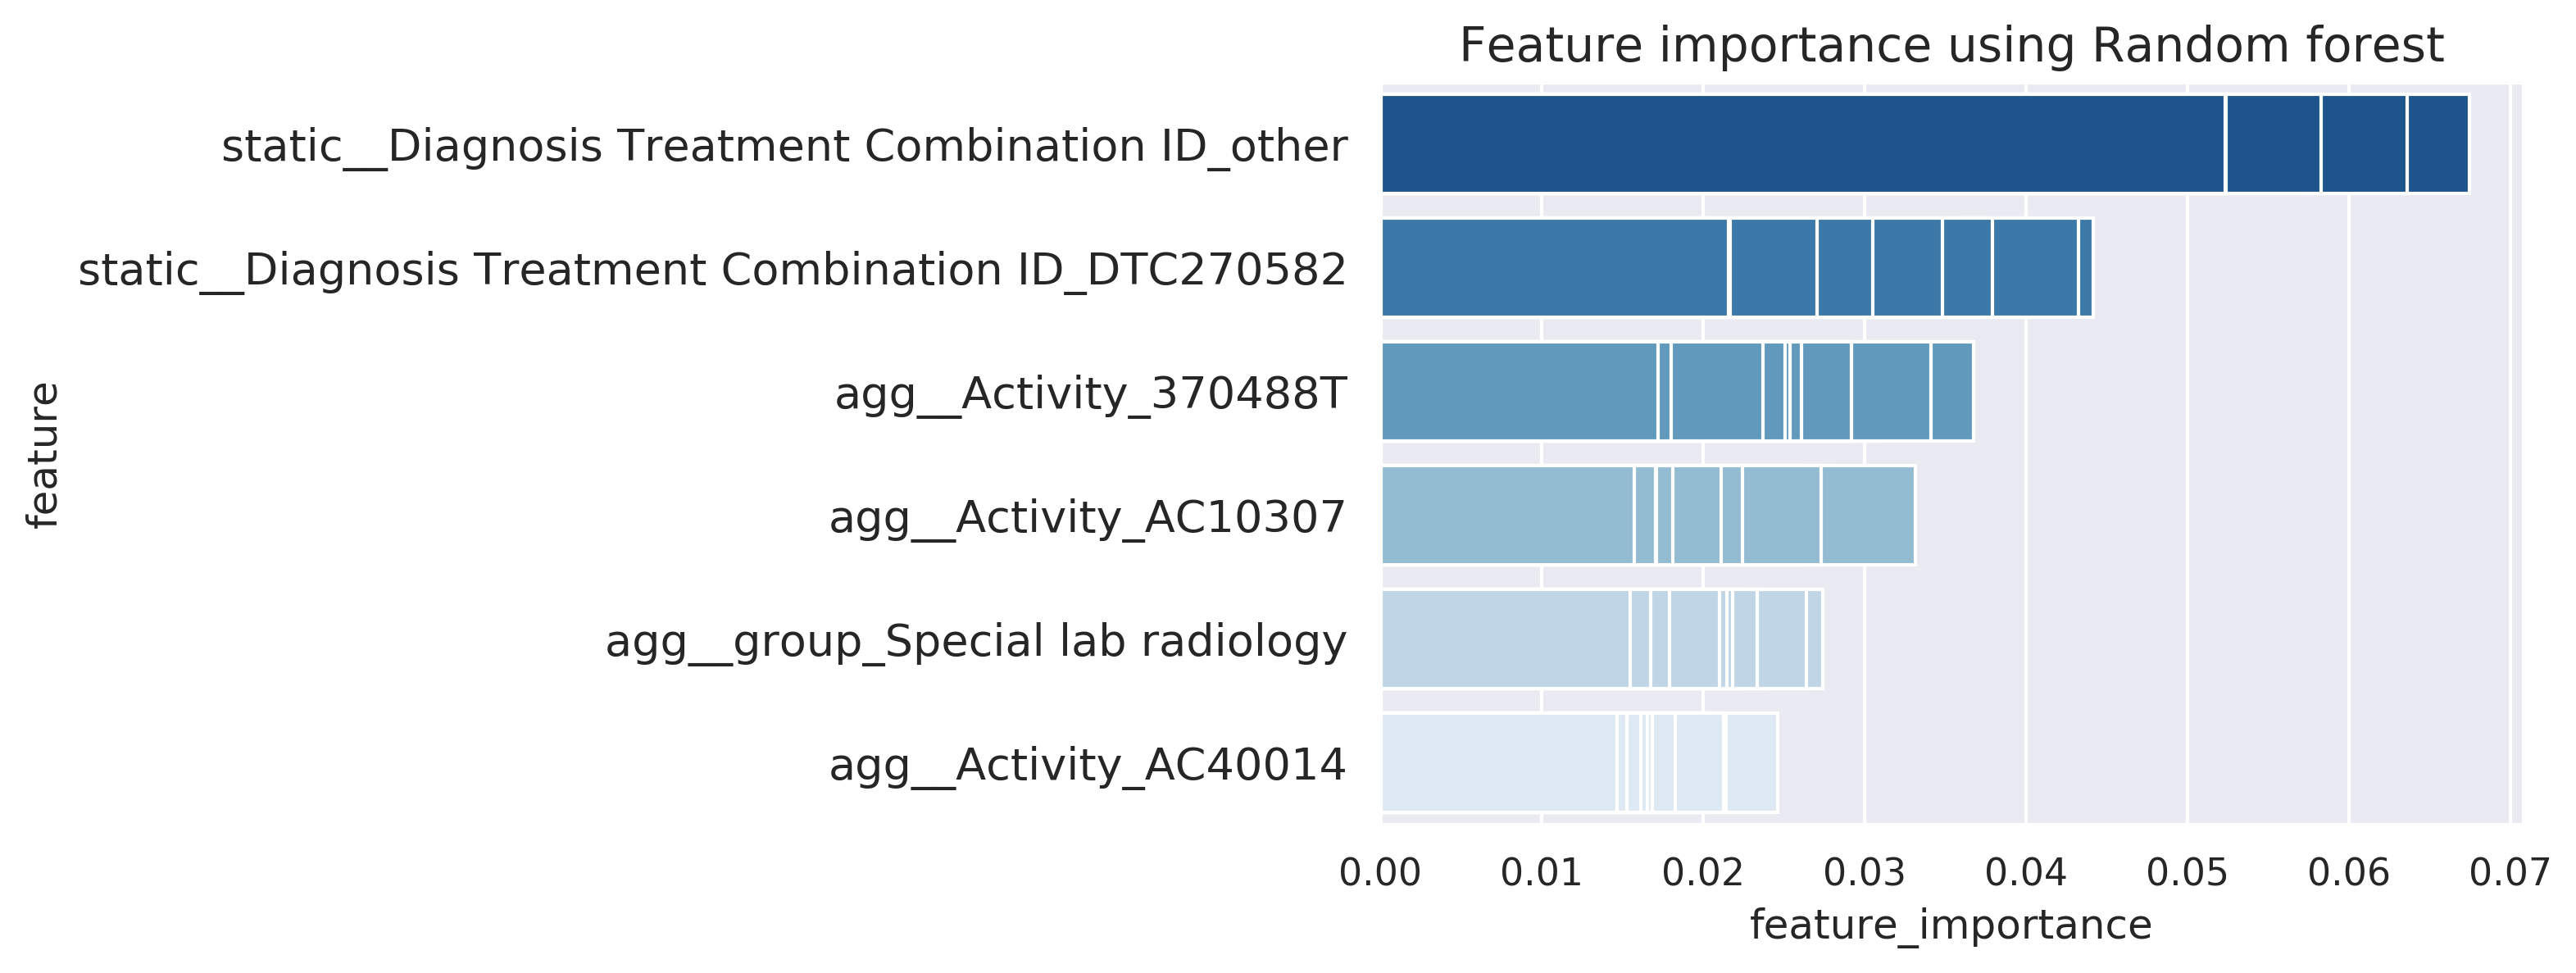 Feature importance using Random forest
static__Diagnosis Treatment Combination ID_other
static__Diagnosis Treatment Combination ID_DTC270582
agg__Activity_370488T
agg__Activity_AC10307
agg__group_Special lab radiology
agg__Activity_AC40014
feature
0.00 0.01 0.02 0.03 0.04 0.05 0.06 0.07
feature_importance